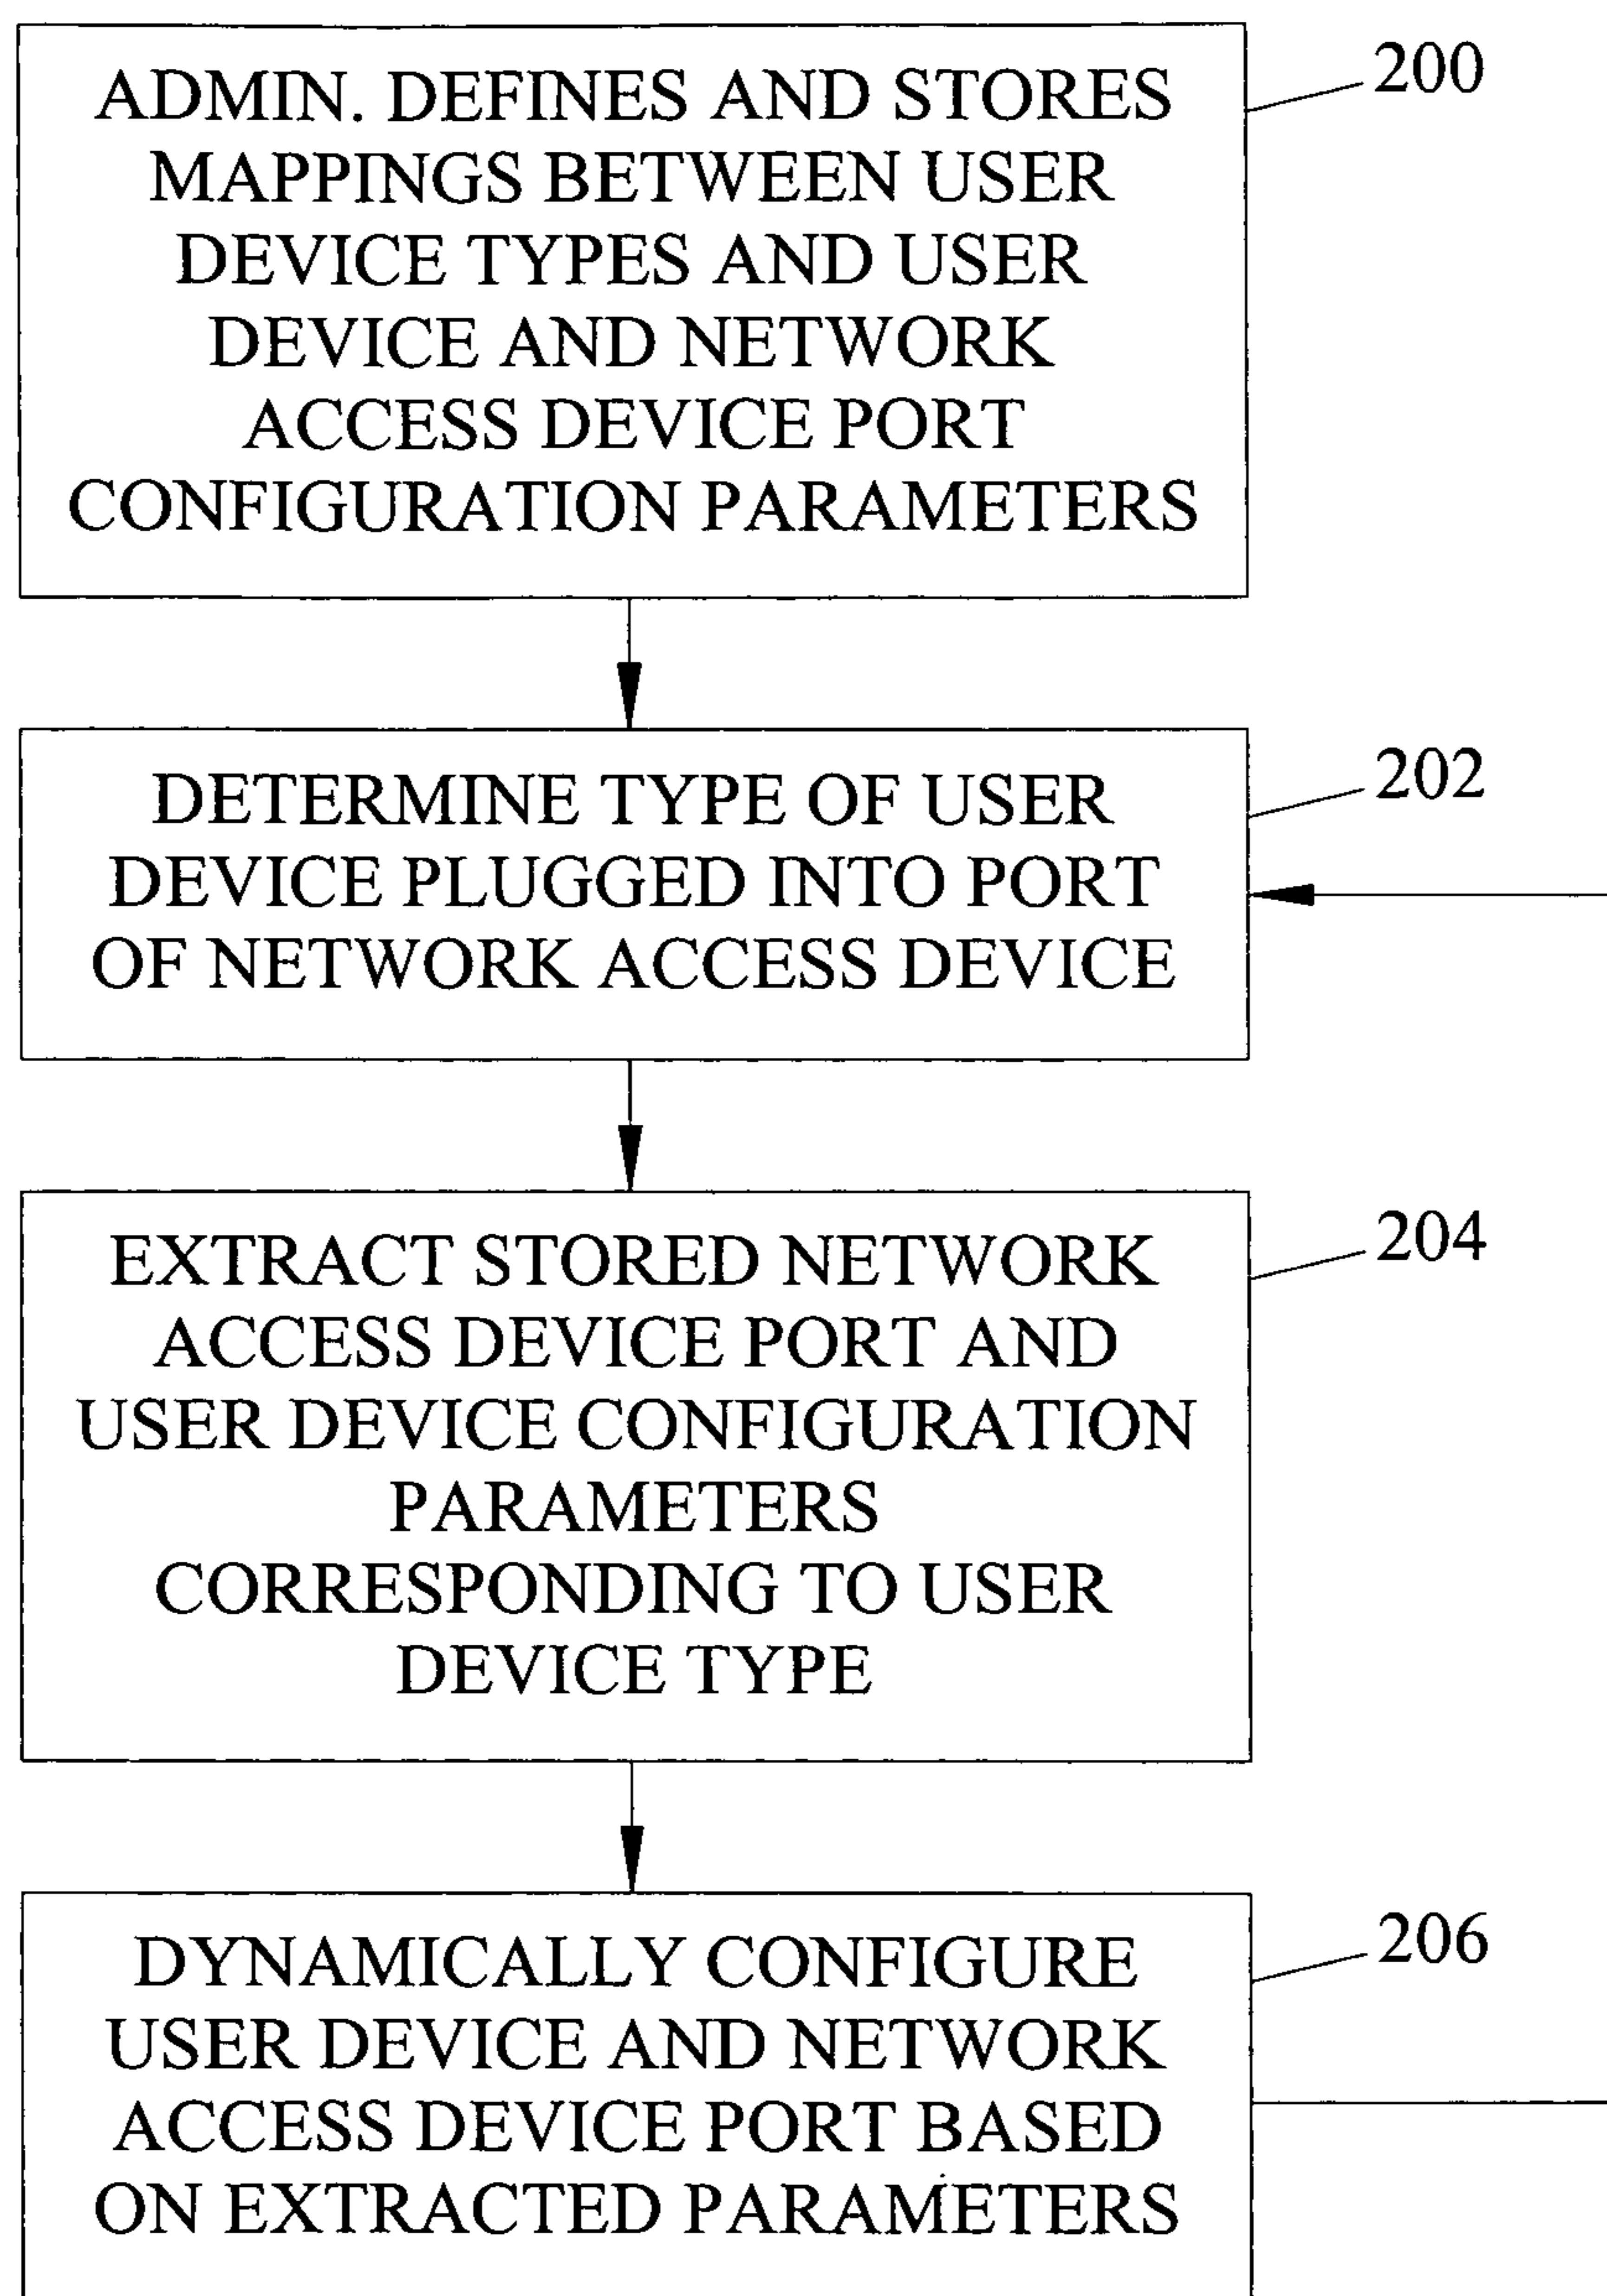 ADMIN. DEFINES AND STORES
MAPPINGS BETWEEN USER
DEVICE TYPES AND USER
DEVICE AND NETWORK
ACCESS DEVICE PORT
CONFIGURATION PARAMETERS
200
DETERMINE TYPE OF USER
DEVICE PLUGGED INTO PORT
OF NETWORK ACCESS DEVICE
202
EXTRACT STORED NETWORK
ACCESS DEVICE PORT AND
USER DEVICE CONFIGURATION
PARAMETERS
CORRESPONDING TO USER
DEVICE TYPE
204
DYNAMICALLY CONFIGURE
USER DEVICE AND NETWORK
ACCESS DEVICE PORT BASED
ON EXTRACTED PARAMETERS
206